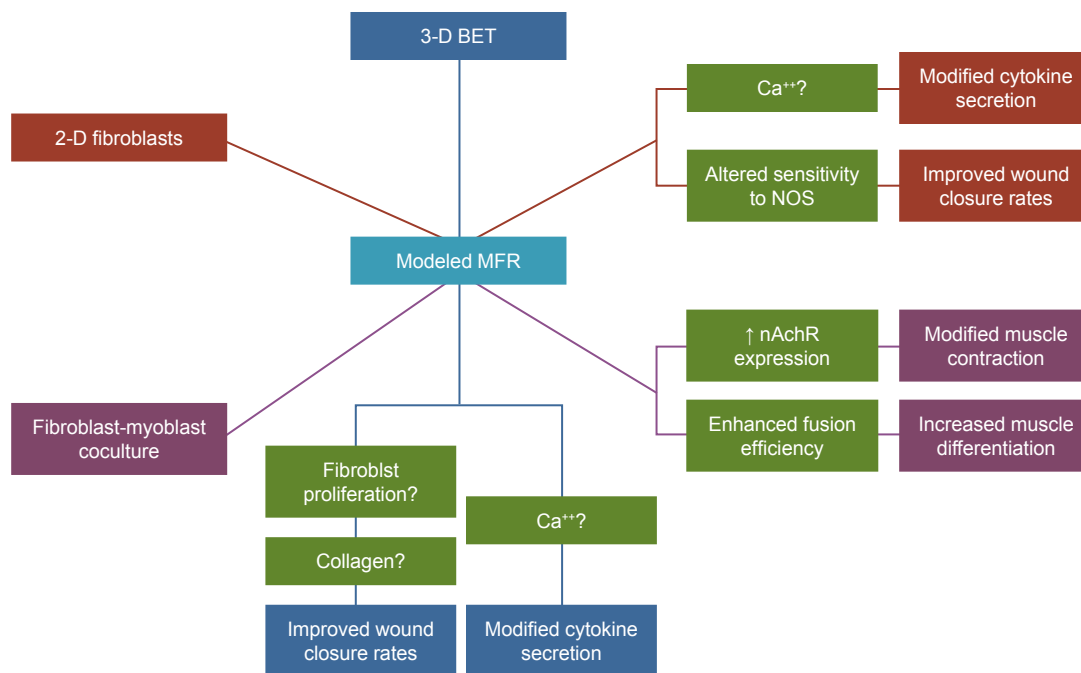 3-D BET
Ca⁺⁺?
Modified cytokine
secretion
2-D fibroblasts
Altered sensitivity
to NOS
Improved wound
closure rates
Modeled MFR
↑ nAchR
expression
Modified muscle
contraction
Fibroblast-myoblast
coculture
Enhanced fusion
efficiency
Increased muscle
differentiation
Fibroblst
proliferation?
Ca⁺⁺?
Collagen?
Improved wound
closure rates
Modified cytokine
secretion